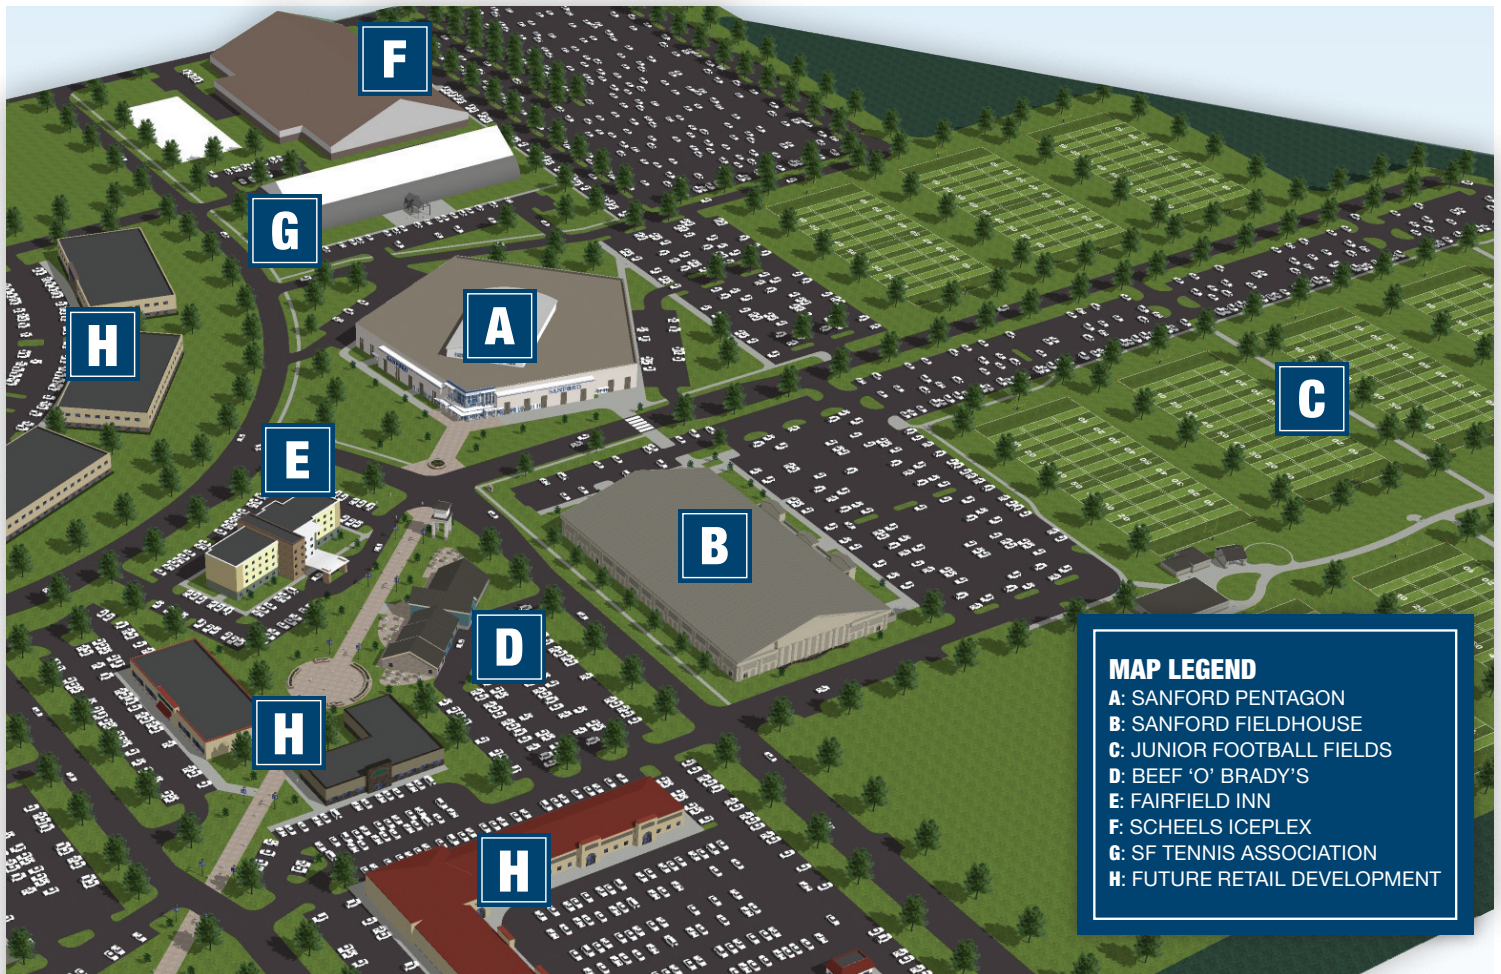 F
G
A
SANFORD
H
C
E
B
D
H
H
MAP LEGEND
A: SANFORD PENTAGON
B: SANFORD FIELDHOUSE
C: JUNIOR FOOTBALL FIELDS
D: BEEF ‘O’ BRADY’S
E: FAIRFIELD INN
F: SCHEELS ICEPLEX
G: SF TENNIS ASSOCIATION
H: FUTURE RETAIL DEVELOPMENT